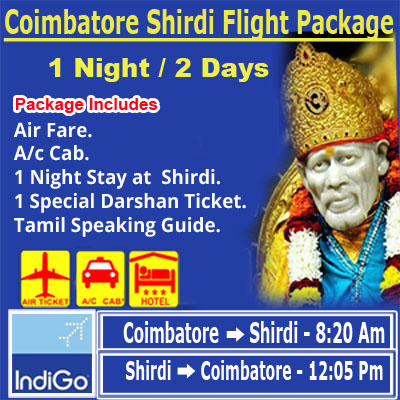 Coimbatore Shirdi Flight Package
1 Night / 2 Days
Package Includes
Air Fare.
A/c Cab.
1 Night Stay at Shirdi.
1 Special Darshan Ticket.
Tamil Speaking Guide.
AIR TICKET
A/C CAB*
HOTEL
IndiGo
Coimbatore ➡ Shirdi - 8:20 Am
Shirdi ➡ Coimbatore - 12:05 Pm